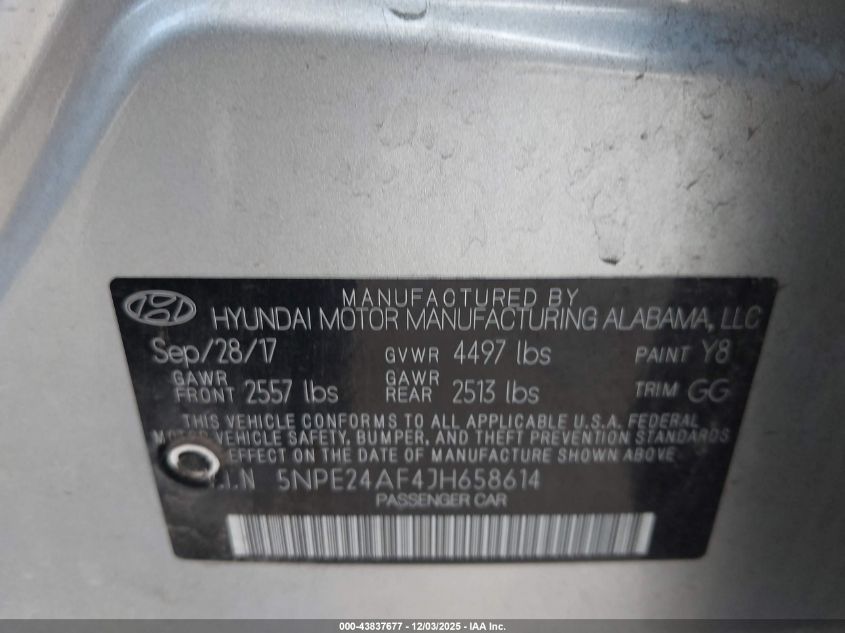 MANUFACTURED BY
HYUNDAI MOTOR MANUFACTURING ALABAMA, LLC
Sep/28/17 GVWR 4497 lbs PAINT Y8
GAWR FRONT 2557 lbs GAWR REAR 2513 lbs TRIM GG
THIS VEHICLE CONFORMS TO ALL APPLICABLE U.S.A. FEDERAL
VEHICLE SAFETY, BUMPER, AND THEFT PREVENTION
EFFECT ON THE DATE OF MANUFACTURE SHOWN ABOVE.
.I.N 5NPE24AF4JH658614
PASSENGER CAR
000-43837677 - 12/03/2025 - IAA Inc.